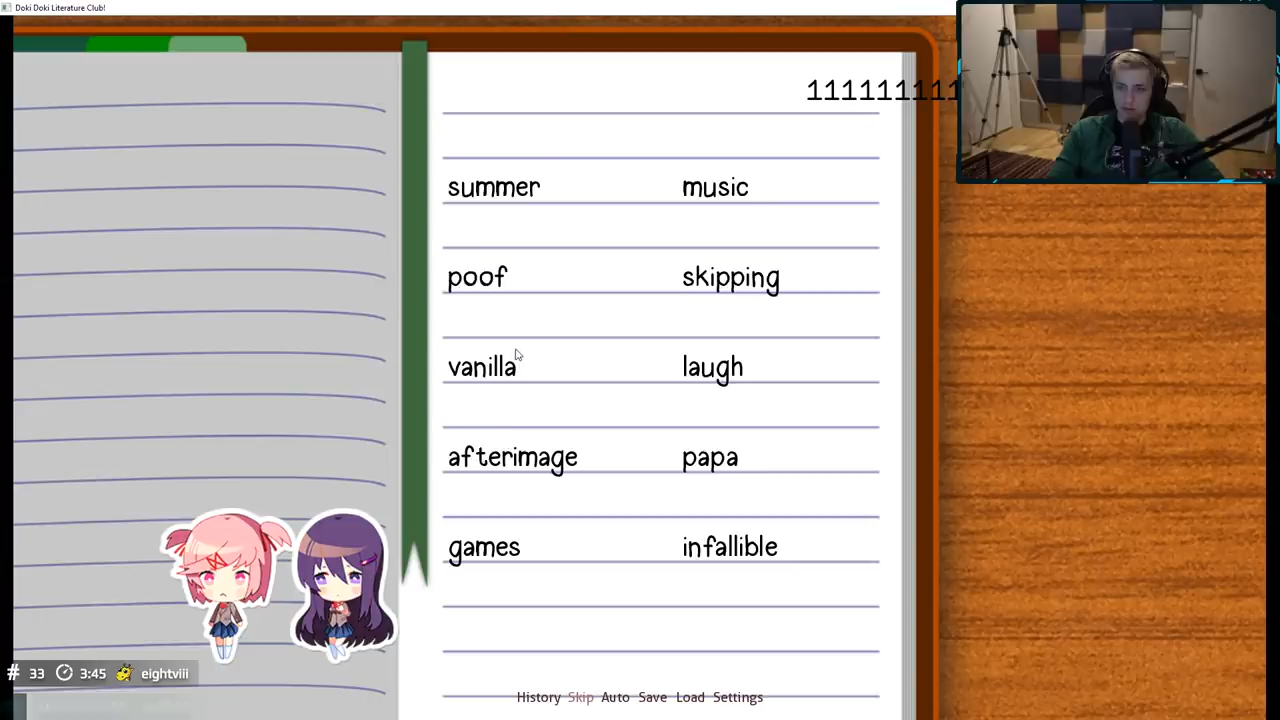 Doki Doki Literature Club!
111111111
summer music
poof skipping
vanilla laugh
afterimage papa
games infallible
# 33 3:45 eightviii
History Skip Auto Save Load Settings